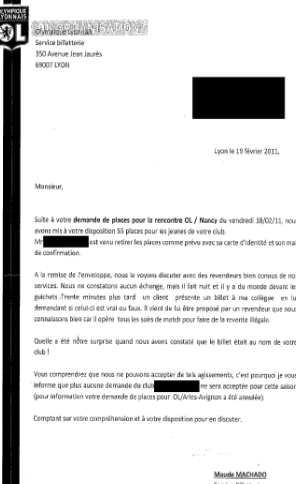 OLYMPIQUE
LYONNAIS
OL
Olympique lyonnais
Service billetterie
350 Avenue Jean Jaurès
69007 LYON
Lyon le 19 février 2011,
Monsieur,
Suite à votre demande de places pour la rencontre OL / Nancy du vendredi 18/02/11, nou
avons mis à votre disposition 55 places pour les jeunes de votre club.
Mr est venu retirer les places comme prévu avec sa carte d'identité et son mai
de confirmation.
A la remise de l'enveloppe, nous le voyons discuter avec des revendeurs bien connus de no
services. Nous ne constatons aucun échange, mais il fait nuit et il y a du monde devant le
guichets .Trente minutes plus tard un client présente un billet à ma collègue en lu
demandant si celui-ci est vrai ou faux. Il vient de lui être proposé par un revendeur que nou
connaissons bien car il opère tous les soirs de match pour faire de la revente illégale.
Quelle a été nôtre surprise quand nous avons constaté que le billet était au nom de votre
club !
Vous comprendrez que nous ne pouvons accepter de tels agissements, c'est pourquoi je vous
informe que plus aucune demande du club ne sera acceptée pour cette saison
(pour information votre demande de places pour OL/Arles-Avignon a été annulée).
Comptant sur votre compréhension et à votre disposition pour en discuter.
Maude MACHADO